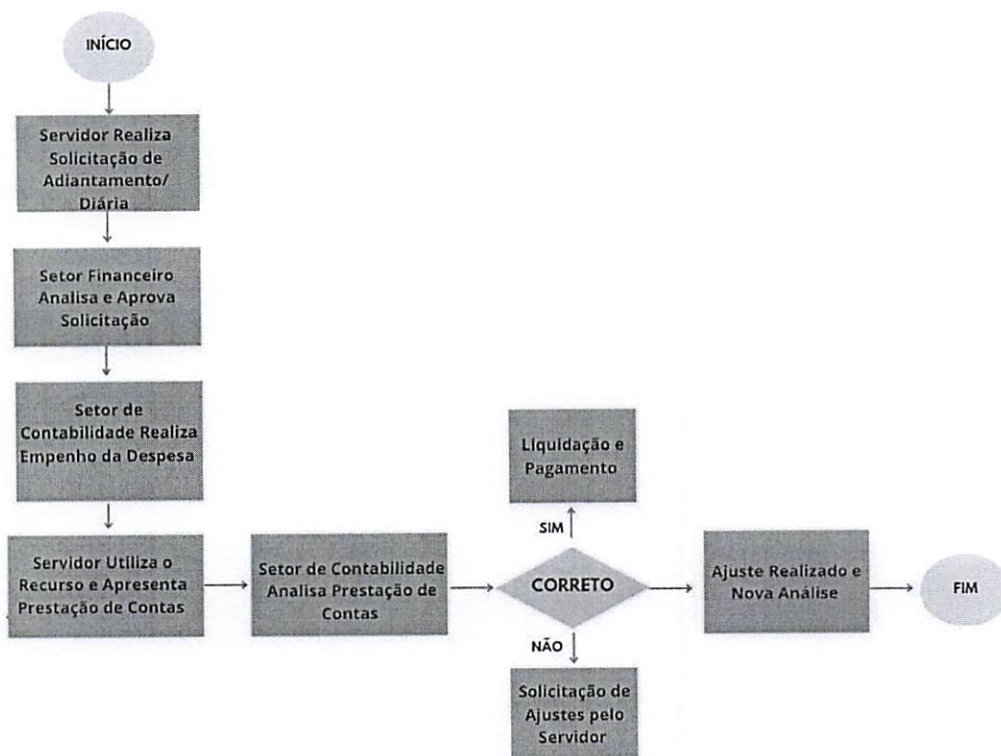 INÍCIO
Servidor Realiza
Solicitação de
Adiantamento/
Diária
Setor Financeiro
Analisa e Aprova
Solicitação
Setor de
Contabilidade Realiza
Empenho da Despesa
Servidor Utiliza o
Recurso e Apresenta
Prestação de Contas
Setor de Contabilidade
Analisa Prestação de
Contas
Liquidação e
Pagamento
SIM
CORRETO
NÃO
Solicitação de
Ajustes pelo
Servidor
Ajuste Realizado e
Nova Análise
FIM